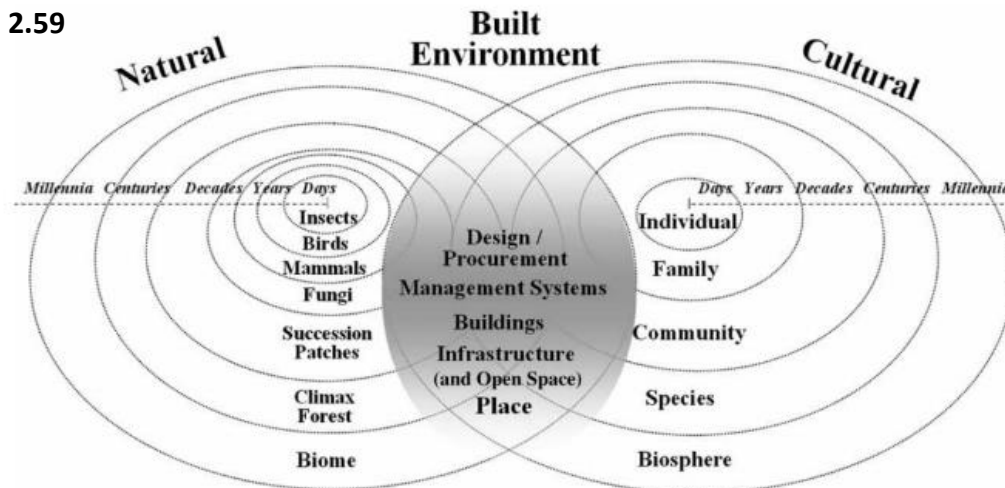 2.59
Natural
Built
Environment
Cultural
Millennia Centuries Decades Years Days
Days Years Decades Centuries Millenni
Insects
Birds
Mammals
Fungi
Succession
Patches
Climax
Forest
Biome
Design /
Procurement
Management Systems
Buildings
Infrastructure
(and Open Space)
Place
Individual
Family
Community
Species
Biosphere